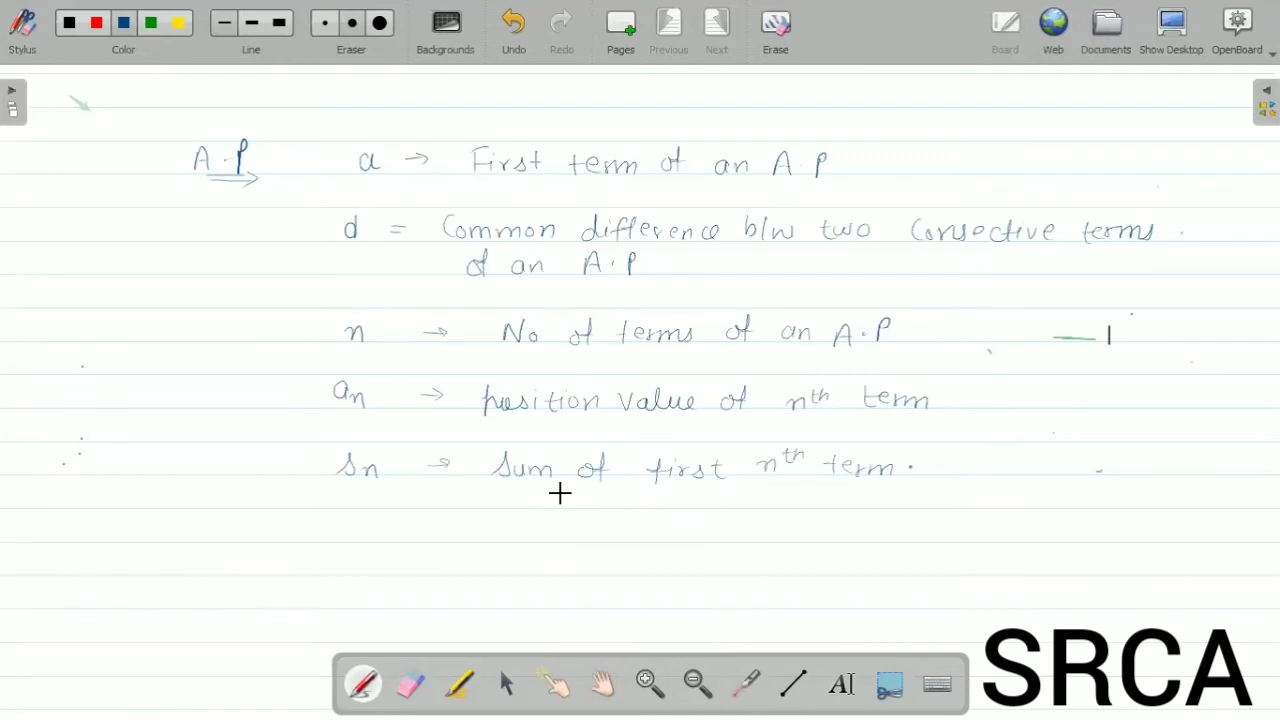 Stylus
Color
Line
Eraser
Backgrounds
Undo
Redo
Pages
Previous
Next
Erase
Board
Web
Documents
Show Desktop
OpenBoard
A.P a → First term of an A.P
d = Common difference b/w two Consective terms.
of an A.P
n → No of terms of an A.P — 1
an → position value of nth term
Sn → Sum of first nth term.
AI
SRCA